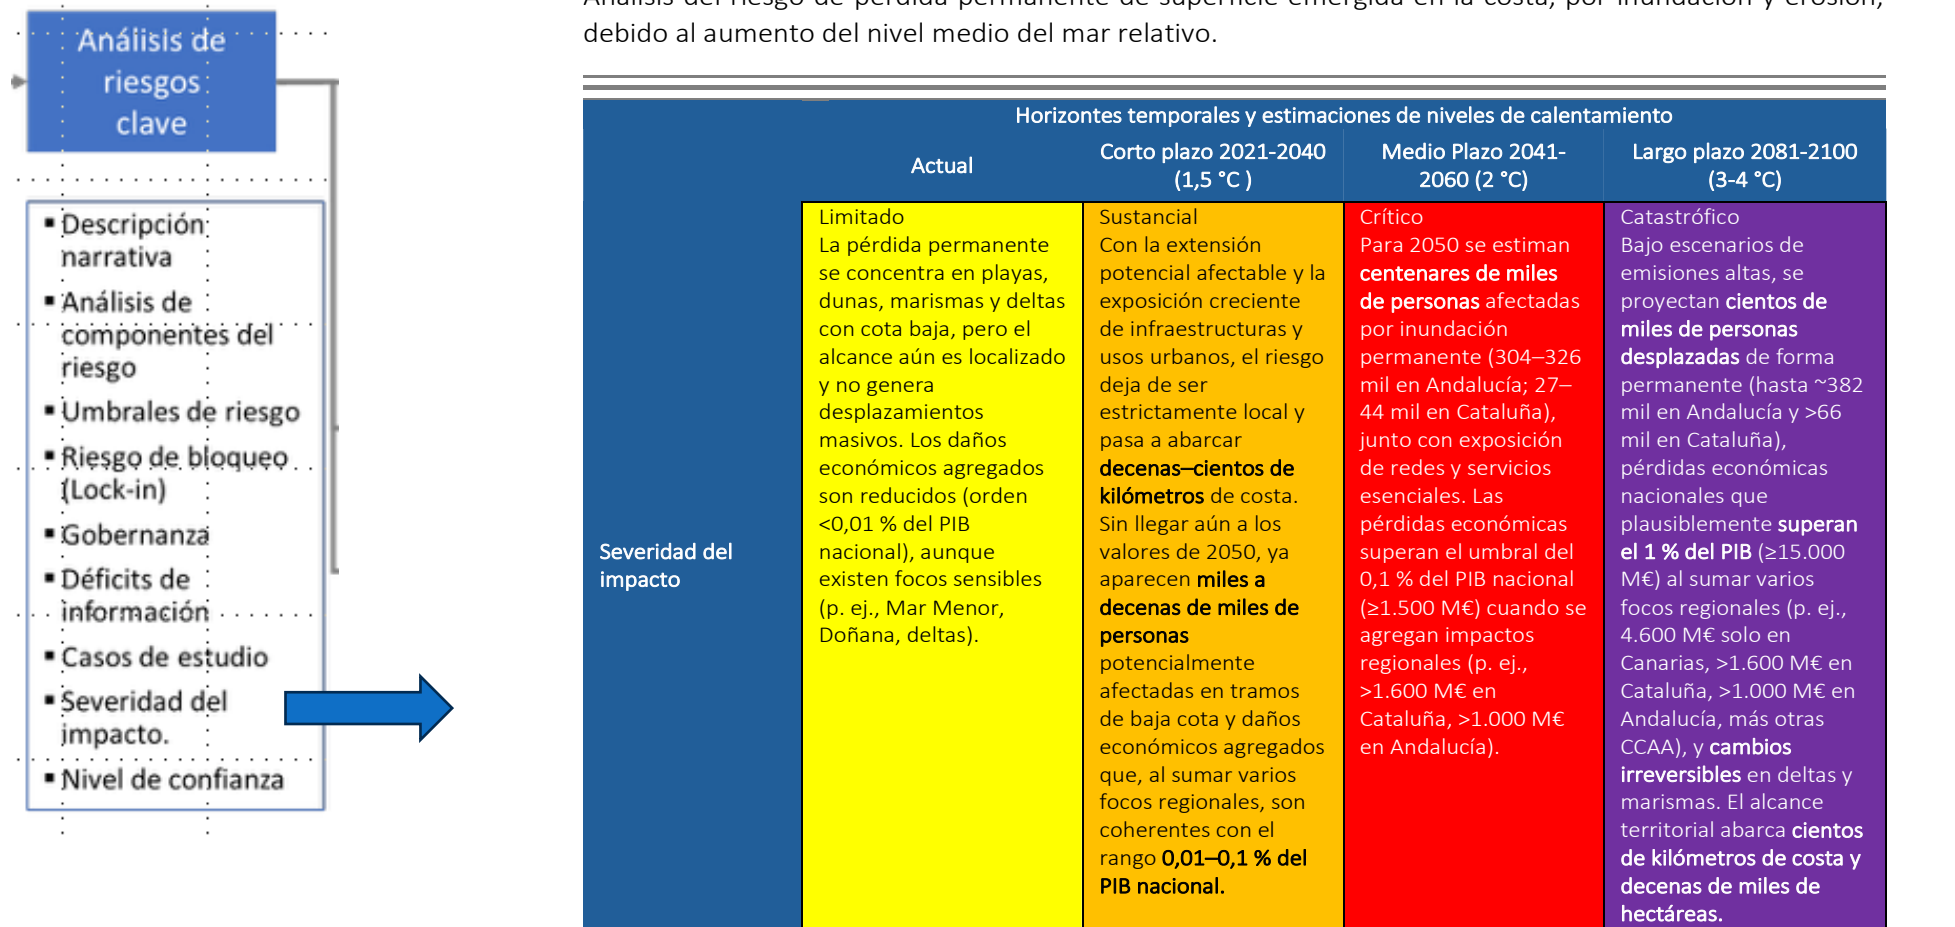 Análisis de
riesgos
clave
▪ Descripción
narrativa
▪ Análisis de
componentes del
riesgo
▪ Umbrales de riesgo
▪ Riesgo de bloqueo
(Lock-in)
▪ Gobernanza
▪ Déficits de
información
▪ Casos de estudio
▪ Severidad del
impacto.
▪ Nivel de confianza
Análisis del riesgo de pérdida permanente de superficie emergida en la costa, por inundación y erosión,
debido al aumento del nivel medio del mar relativo.
Horizontes temporales y estimaciones de niveles de calentamiento
Actual
Corto plazo 2021-2040
(1,5 °C )
Medio Plazo 2041-
2060 (2 °C)
Largo plazo 2081-2100
(3-4 °C)
Severidad del
impacto
Limitado
La pérdida permanente
se concentra en playas,
dunas, marismas y deltas
con cota baja, pero el
alcance aún es localizado
y no genera
desplazamientos
masivos. Los daños
económicos agregados
son reducidos (orden
<0,01 % del PIB
nacional), aunque
existen focos sensibles
(p. ej., Mar Menor,
Doñana, deltas).
Sustancial
Con la extensión
potencial afectable y la
exposición creciente
de infraestructuras y
usos urbanos, el riesgo
deja de ser
estrictamente local y
pasa a abarcar
decenas–cientos de
kilómetros de costa.
Sin llegar aún a los
valores de 2050, ya
aparecen miles a
decenas de miles de
personas
potencialmente
afectadas en tramos
de baja cota y daños
económicos agregados
que, al sumar varios
focos regionales, son
coherentes con el
rango 0,01–0,1 % del
PIB nacional.
Crítico
Para 2050 se estiman
centenares de miles
de personas afectadas
por inundación
permanente (304–326
mil en Andalucía; 27–
44 mil en Cataluña),
junto con exposición
de redes y servicios
esenciales. Las
pérdidas económicas
superan el umbral del
0,1 % del PIB nacional
(≥1.500 M€) cuando se
agregan impactos
regionales (p. ej.,
>1.600 M€ en
Cataluña, >1.000 M€
en Andalucía).
Catastrófico
Bajo escenarios de
emisiones altas, se
proyectan cientos de
miles de personas
desplazadas de forma
permanente (hasta ~382
mil en Andalucía y >66
mil en Cataluña),
pérdidas económicas
nacionales que
plausiblemente superan
el 1 % del PIB (≥15.000
M€) al sumar varios
focos regionales (p. ej.,
4.600 M€ solo en
Canarias, >1.600 M€ en
Cataluña, >1.000 M€ en
Andalucía, más otras
CCAA), y cambios
irreversibles en deltas y
marismas. El alcance
territorial abarca cientos
de kilómetros de costa y
decenas de miles de
hectáreas.